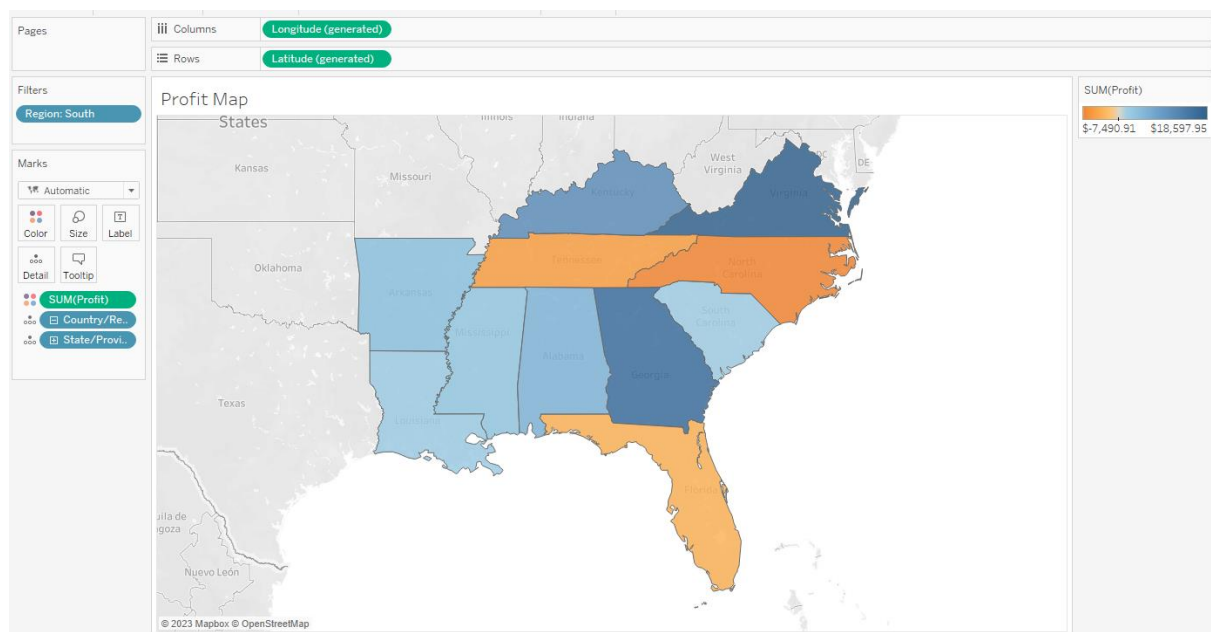 Pages
Columns
Longitude (generated)
Rows
Latitude (generated)
Filters
Region: South
Marks
Automatic
Color
Size
Label
Detail
Tooltip
SUM(Profit)
Country/Re..
State/Provi..
Profit Map
States
Illinois
Indiana
Kansas
Missouri
West
Virginia
DC
DE
Kentucky
Virginia
Oklahoma
Arkansas
Tennessee
North
Carolina
Mississippi
Alabama
Georgia
South
Carolina
Texas
Louisiana
Florida
Nuevo León
© 2023 Mapbox © OpenStreetMap
SUM(Profit)
$-7,490.91 $18,597.95